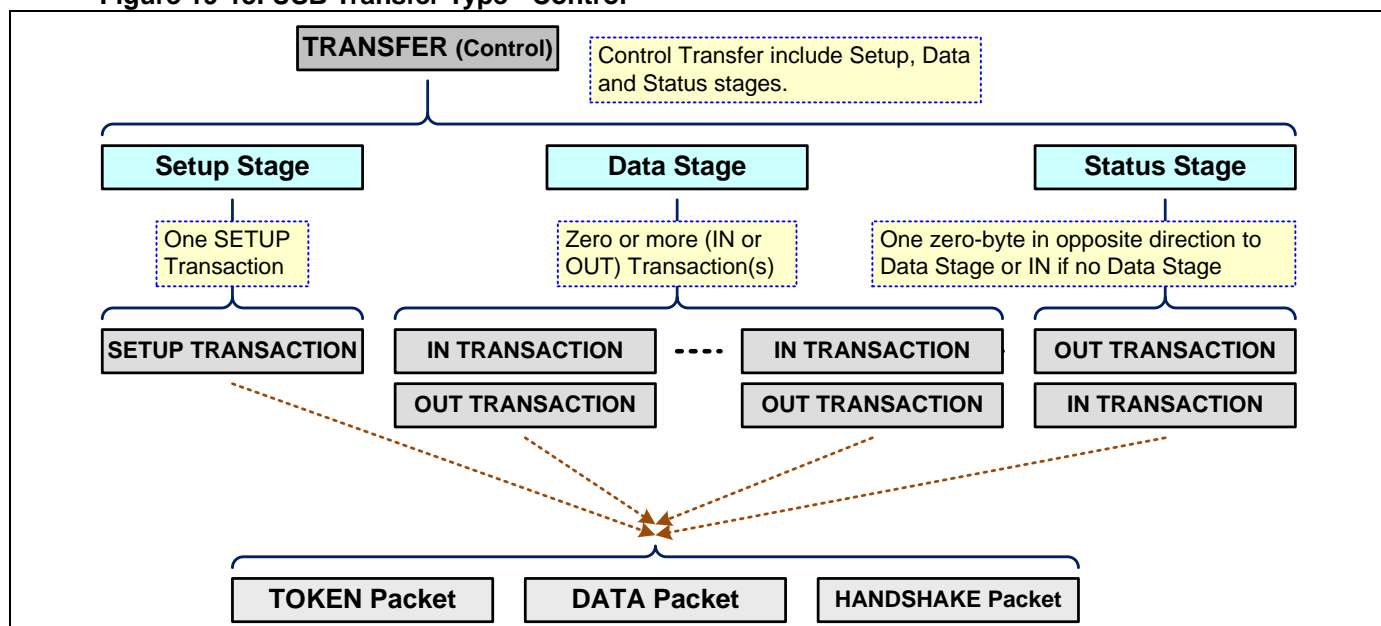 USB Transfer Type - Control
TRANSFER (Control)
Control Transfer include Setup, Data
and Status stages.
Setup Stage
Data Stage
Status Stage
One SETUP
Transaction
Zero or more (IN or
OUT) Transaction(s)
One zero-byte in opposite direction to
Data Stage or IN if no Data Stage
SETUP TRANSACTION
IN TRANSACTION
IN TRANSACTION
OUT TRANSACTION
OUT TRANSACTION
OUT TRANSACTION
IN TRANSACTION
TOKEN Packet
DATA Packet
HANDSHAKE Packet